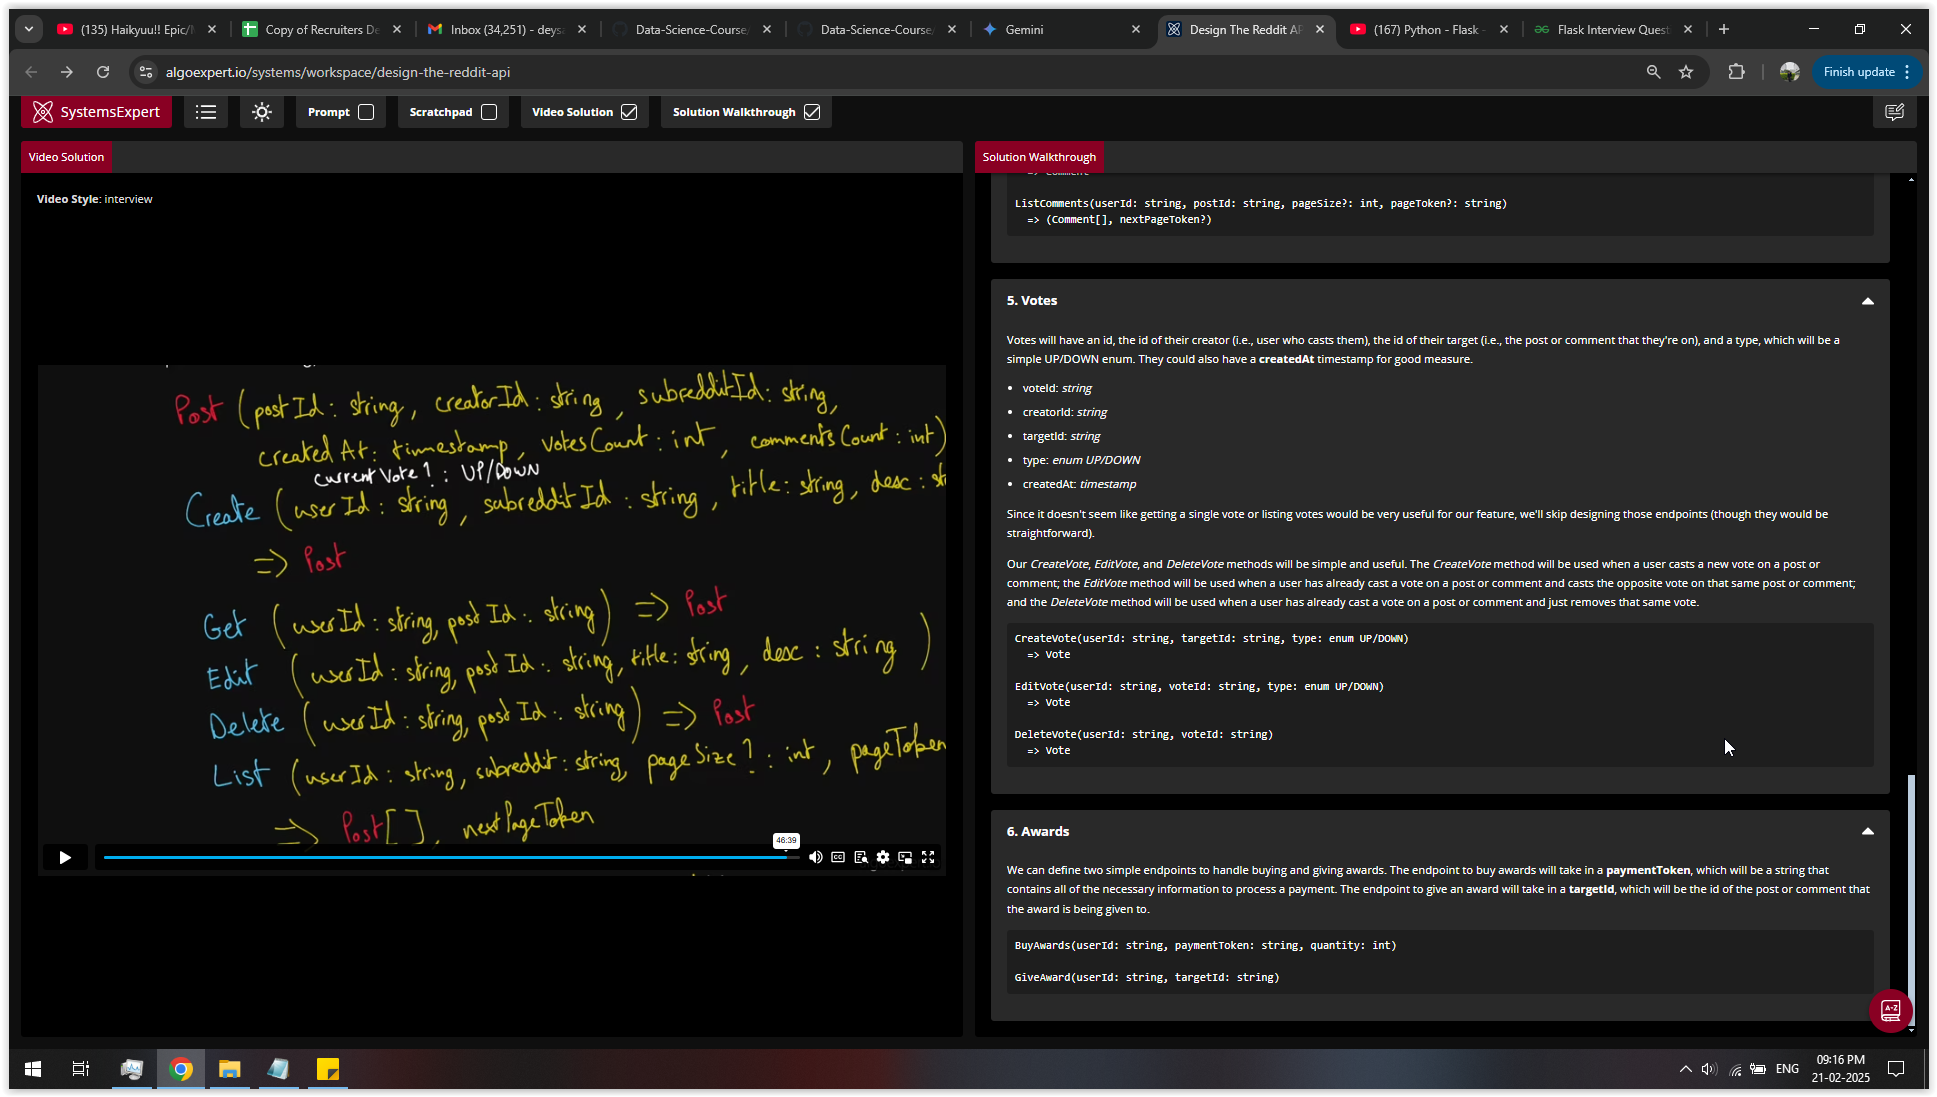 (135) Haikyuu!! Epic/
Copy of Recruiters De
Inbox (34,251) - deys
Data-Science-Course
Data-Science-Course
Gemini
Design The Reddit AP
(167) Python - Flask -
Flask Interview Quest
algoexpert.io/systems/workspace/design-the-reddit-api
Finish update
SystemsExpert
Prompt
Scratchpad
Video Solution
Solution Walkthrough
Video Solution
Video Style: interview
Post (postId: string, creatorId: string, subredditId: string,
createdAt: timestamp, votesCount: int, commentsCount: int)
currentVote?: UP/DOWN
Create (userId: string, subredditId: string, title: string, desc: st
=> Post
Get (userId: string, postId: string) => Post
Edit (userId: string, postId: string, title: string, desc: string)
Delete (userId: string, postId: string) => Post
List (userId: string, subreddit: string, pageSize?: int, pageToken
=> Post[], nextPageToken
46:39
Solution Walkthrough
=> Comment
ListComments(userId: string, postId: string, pageSize?: int, pageToken?: string)
=> (Comment[], nextPageToken?)
5. Votes
Votes will have an id, the id of their creator (i.e., user who casts them), the id of their target (i.e., the post or comment that they're on), and a type, which will be a
simple UP/DOWN enum. They could also have a createdAt timestamp for good measure.
• voteId: string
• creatorId: string
• targetId: string
• type: enum UP/DOWN
• createdAt: timestamp
Since it doesn't seem like getting a single vote or listing votes would be very useful for our feature, we'll skip designing those endpoints (though they would be
straightforward).
Our CreateVote, EditVote, and DeleteVote methods will be simple and useful. The CreateVote method will be used when a user casts a new vote on a post or
comment; the EditVote method will be used when a user has already cast a vote on a post or comment and casts the opposite vote on that same post or comment;
and the DeleteVote method will be used when a user has already cast a vote on a post or comment and just removes that same vote.
CreateVote(userId: string, targetId: string, type: enum UP/DOWN)
=> Vote
EditVote(userId: string, voteId: string, type: enum UP/DOWN)
=> Vote
DeleteVote(userId: string, voteId: string)
=> Vote
6. Awards
We can define two simple endpoints to handle buying and giving awards. The endpoint to buy awards will take in a paymentToken, which will be a string that
contains all of the necessary information to process a payment. The endpoint to give an award will take in a targetId, which will be the id of the post or comment that
the award is being given to.
BuyAwards(userId: string, paymentToken: string, quantity: int)
GiveAward(userId: string, targetId: string)
A-Z
ENG
09:16 PM
21-02-2025